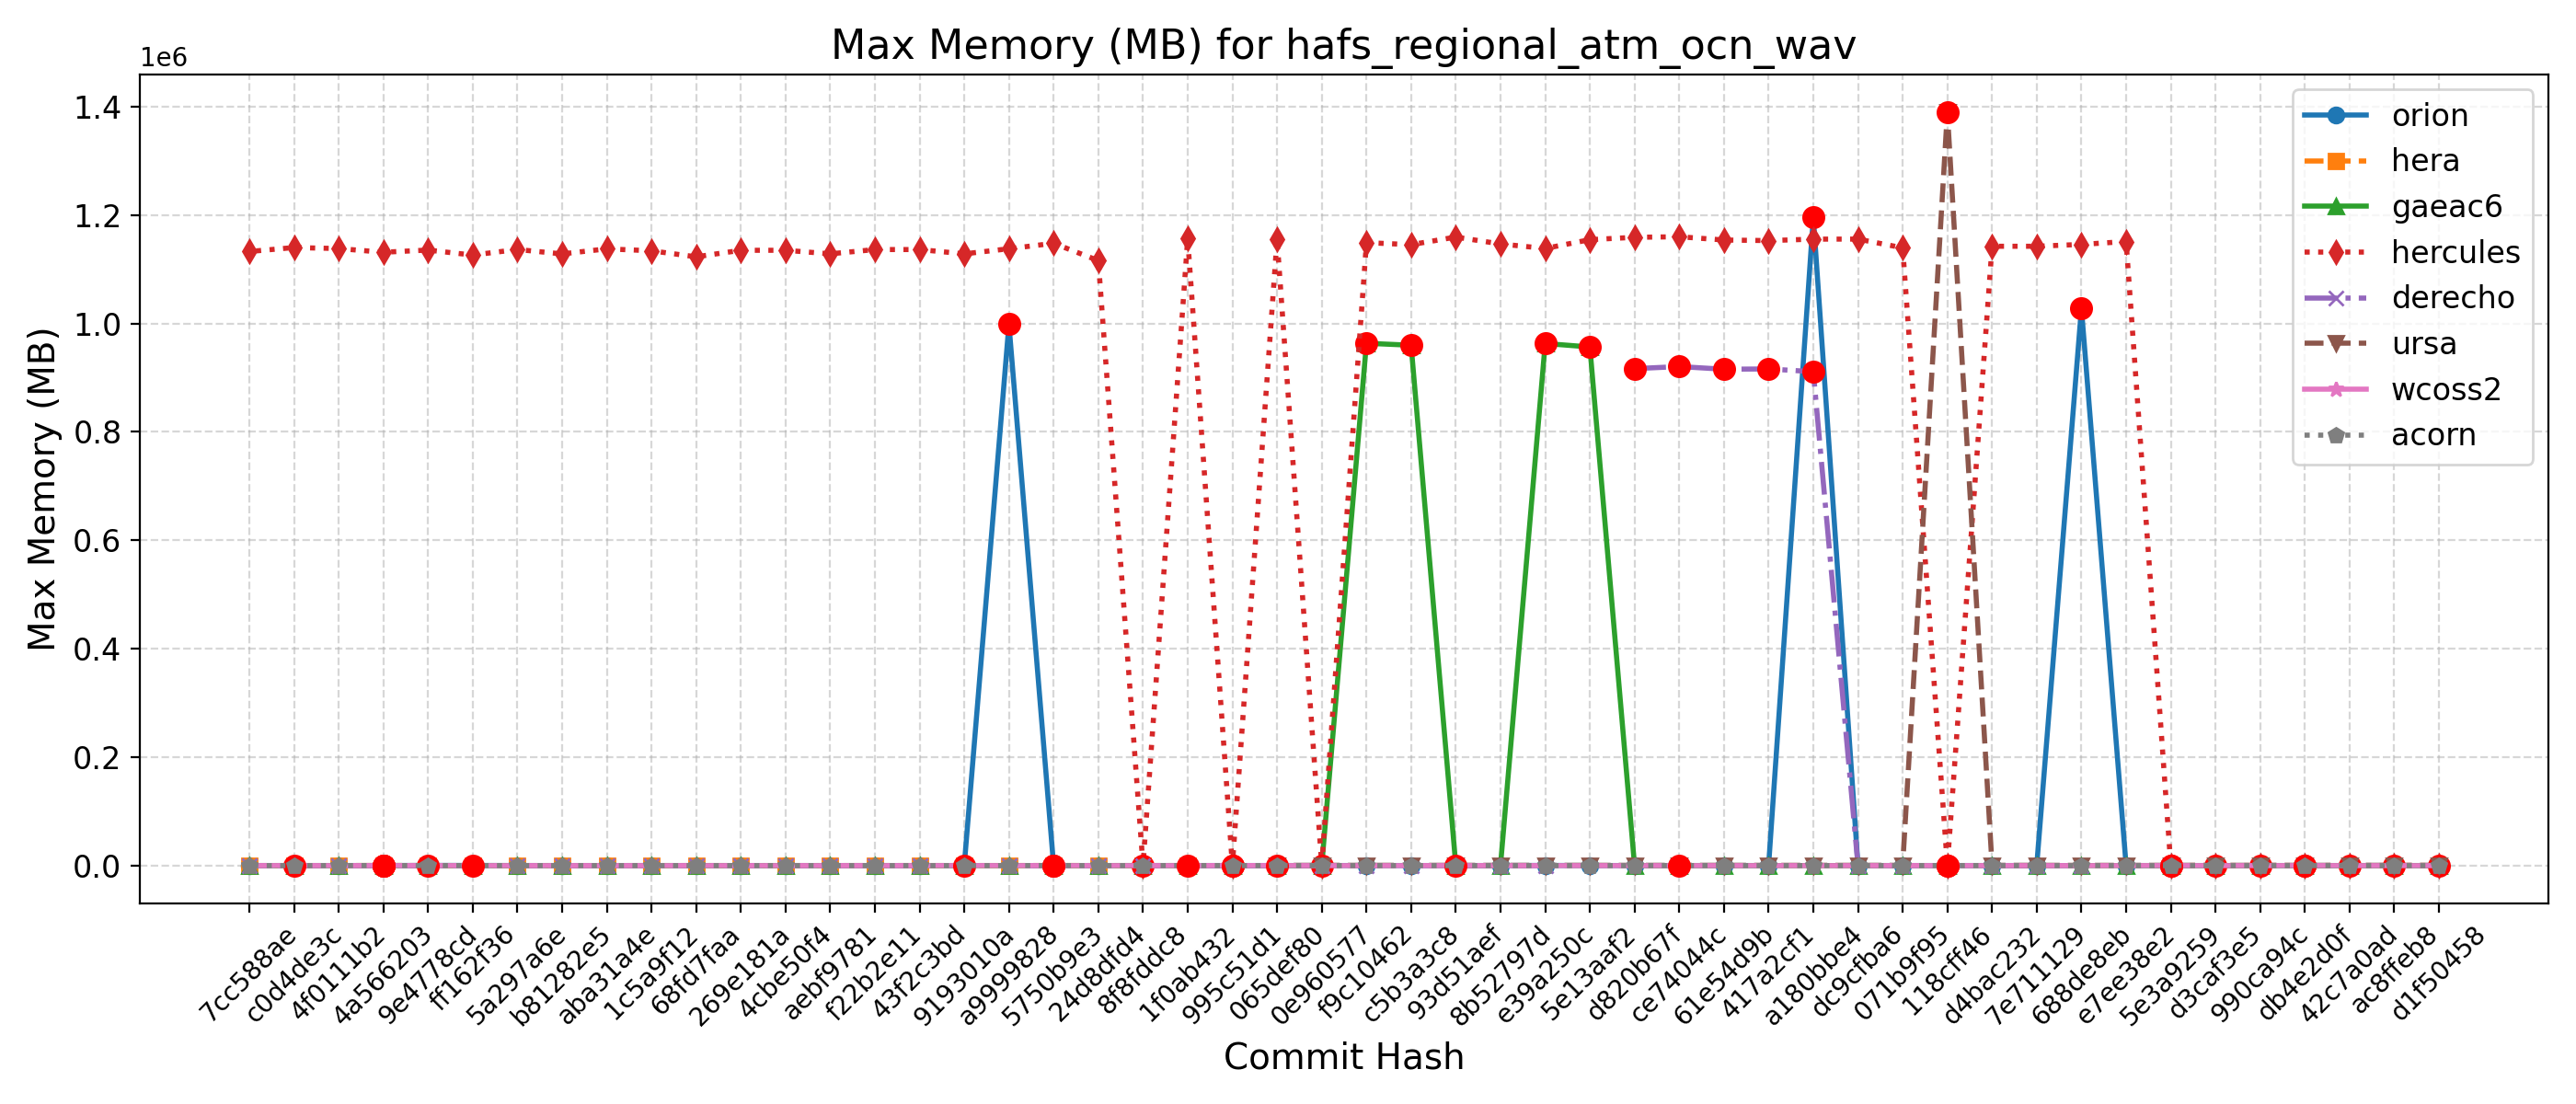 Max Memory (MB) for hafs_regional_atm_ocn_wav
1e6
1.4
1.2
1.0
0.8
0.6
0.4
0.2
0.0
Max Memory (MB)
orion
hera
gaeac6
hercules
derecho
ursa
wcoss2
acorn
7cc588ae
c0d4de3c
4f0111b2
4a566203
9e4778cd
ff162f36
5a297a6e
b81282e5
aba31a4e
1c5a9f12
68fd7faa
269e181a
4cbe50f4
aebf9781
f22b2e11
43f2c3bd
9193010a
a9999828
5750b9e3
24d8dfd4
8f8fddc8
1f0ab432
995c51d1
065def80
0e960577
f9c10462
c5b3a3c8
93d51aef
8b52797d
e39a250c
5e13aaf2
d820b67f
ce74044c
61e54d9b
417a2cf1
a180bbe4
dc9cfba6
071b9f95
118cff46
d4bac232
7e711129
688de8eb
e7ee38e2
5e3a9259
d3caf3e5
990ca94c
db4e2d0f
42c7a0ad
ac8ffeb8
d1f50458
Commit Hash